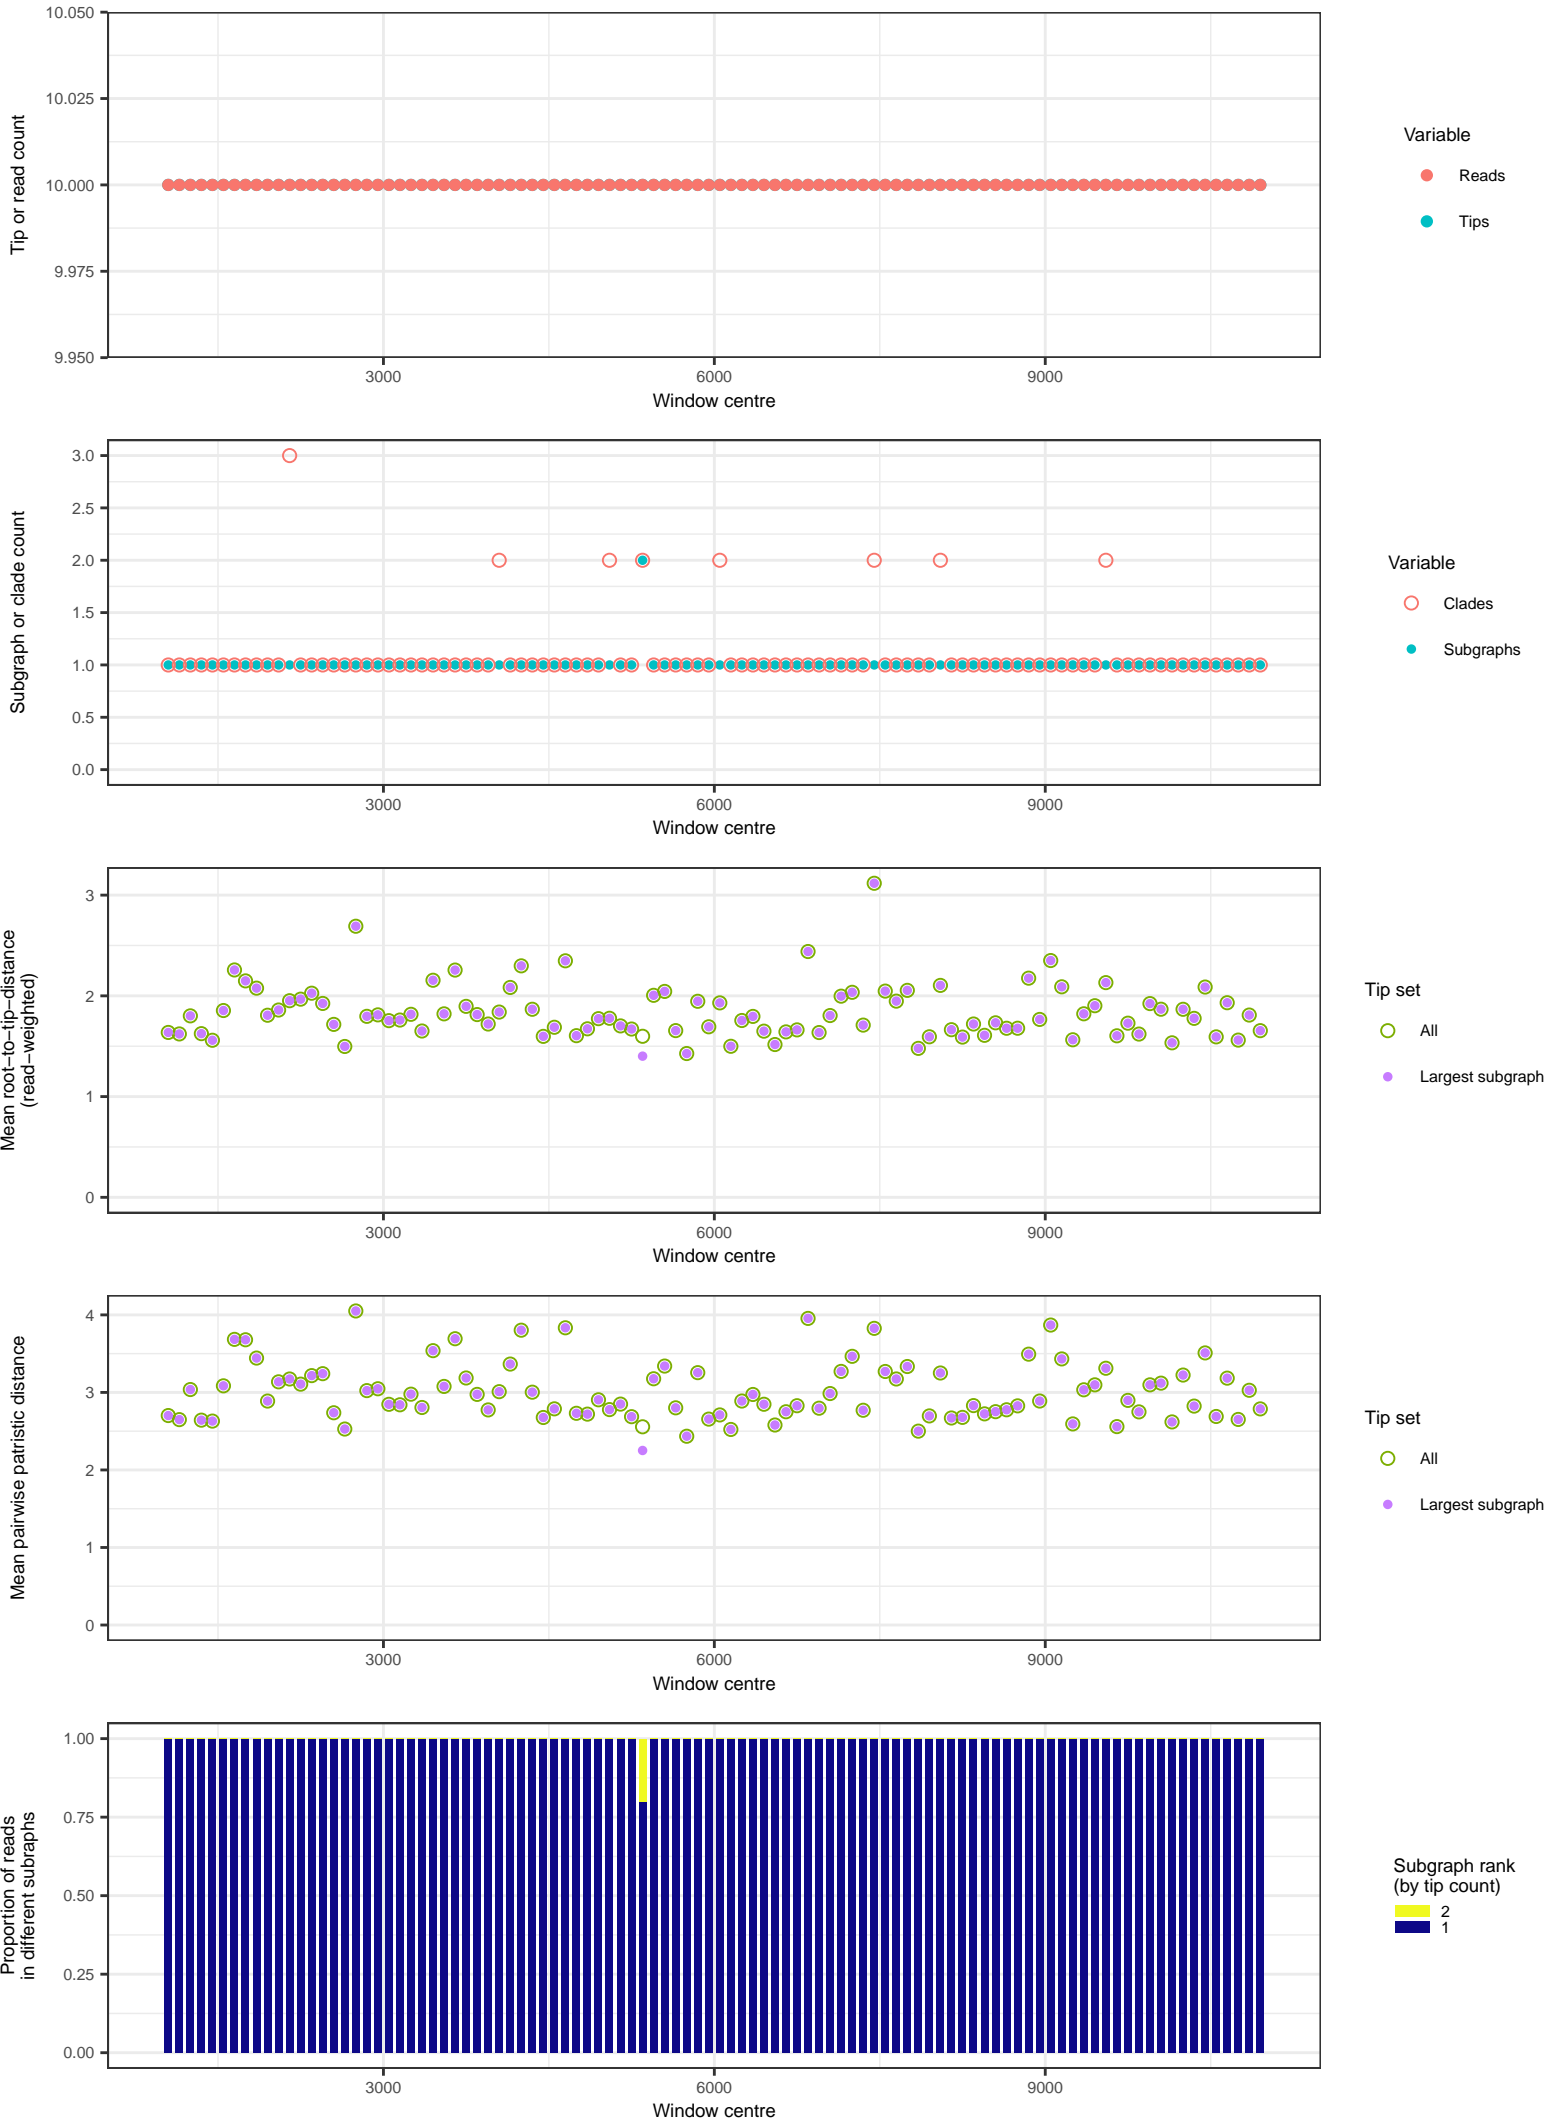 10.050
10.025
10.000
9.975
9.950
Tip or read count
3000
6000
9000
Window centre
Variable
Reads
Tips
3.0
2.5
2.0
1.5
1.0
0.5
0.0
Subgraph or clade count
3000
6000
9000
Window centre
Variable
Clades
Subgraphs
3
2
1
0
Mean root−to−tip−distance
(read−weighted)
3000
6000
9000
Window centre
Tip set
All
Largest subgraph
4
3
2
1
0
Mean pairwise patristic distance
3000
6000
9000
Window centre
Tip set
All
Largest subgraph
1.00
0.75
0.50
0.25
0.00
Proportion of reads
in different subraphs
3000
6000
9000
Window centre
Subgraph rank
(by tip count)
2
1